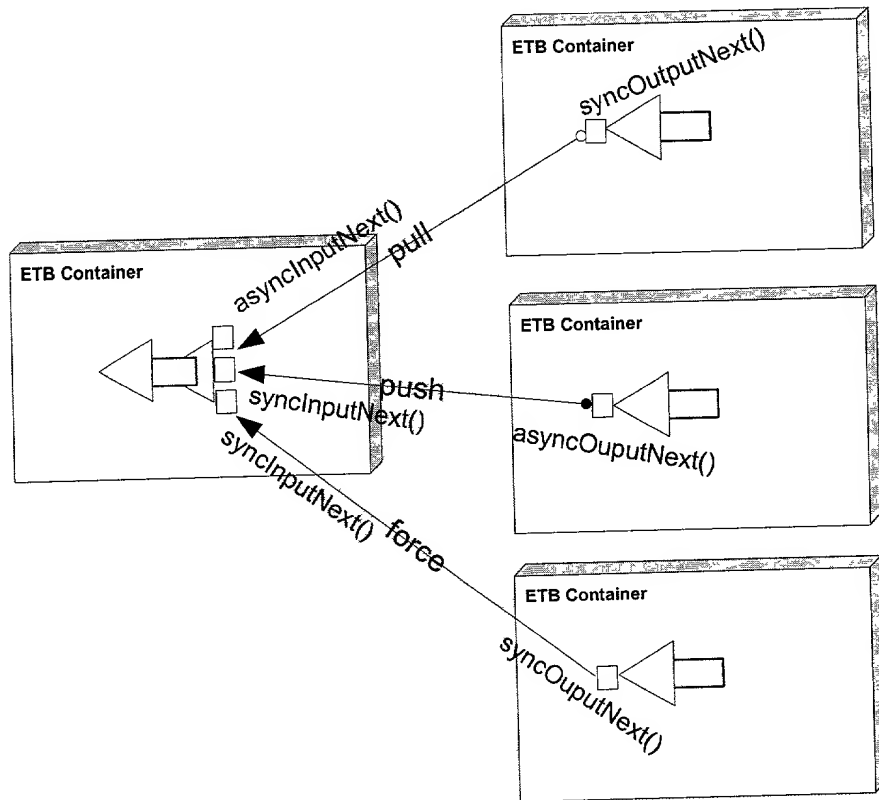 ETB Container
syncOutputNext()
asyncInputNext()
pull
ETB Container
ETB Container
push
syncInputNext()
asyncOuputNext()
syncInputNext()
force
ETB Container
syncOuputNext()